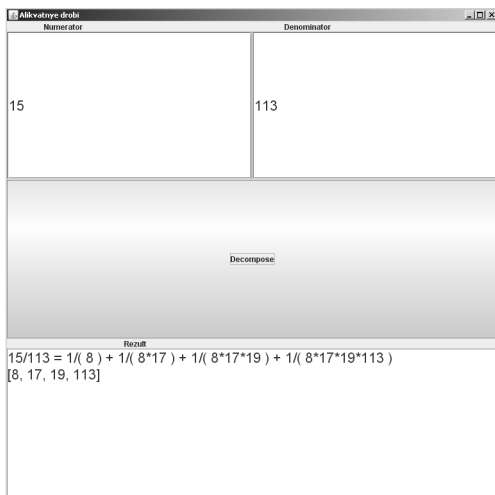 Alikvatnye drobi
Numerator Denominator
15 113
Decompose
Rezult
15/113 = 1/( 8 ) + 1/( 8*17 ) + 1/( 8*17*19 ) + 1/( 8*17*19*113 )
[8, 17, 19, 113]